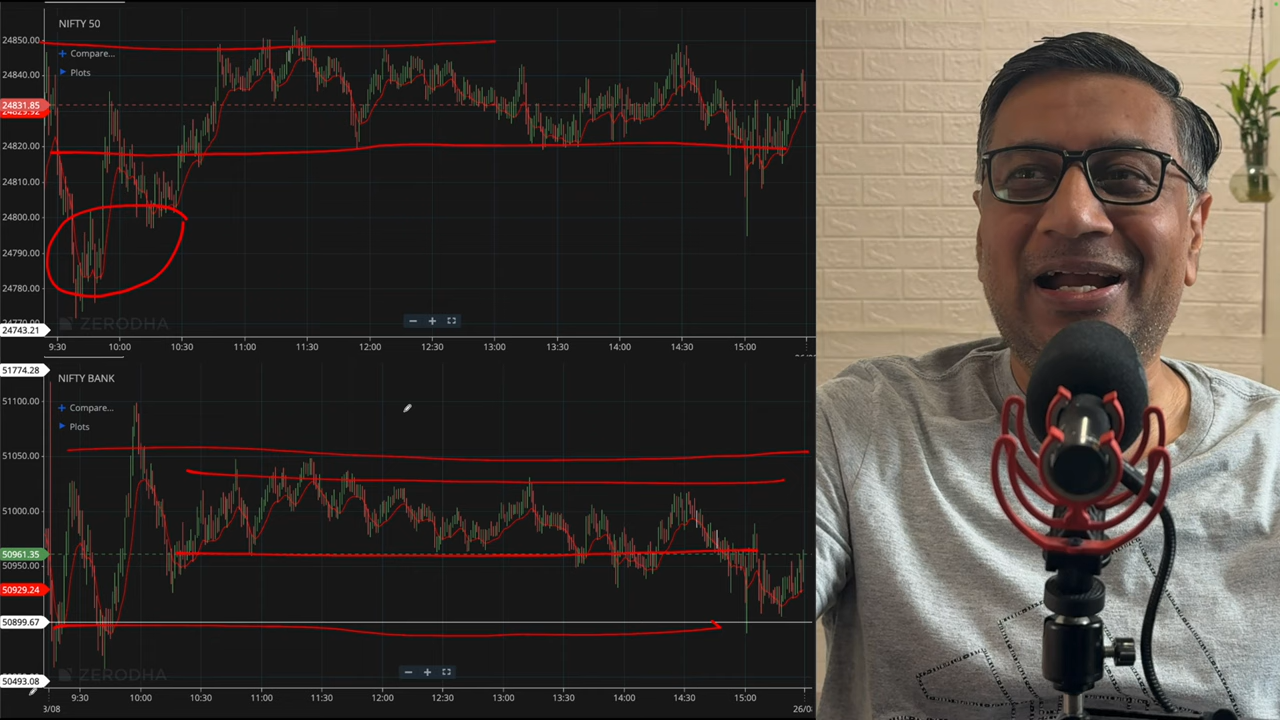 NIFTY 50
+ Compare...
Plots
24850.00
24840.00
24831.85
24820.00
24810.00
24800.00
24790.00
24780.00
24743.21
ZERODHA
9:30 10:00 10:30 11:00 11:30 12:00 12:30 13:00 13:30 14:00 14:30 15:00
51774.28
NIFTY BANK
+ Compare...
Plots
51100.00
51050.00
51000.00
50961.35
50950.00
50929.24
50899.67
50493.08
ZERODHA
9:30 10:00 10:30 11:00 11:30 12:00 12:30 13:00 13:30 14:00 14:30 15:00
3/08 26/0